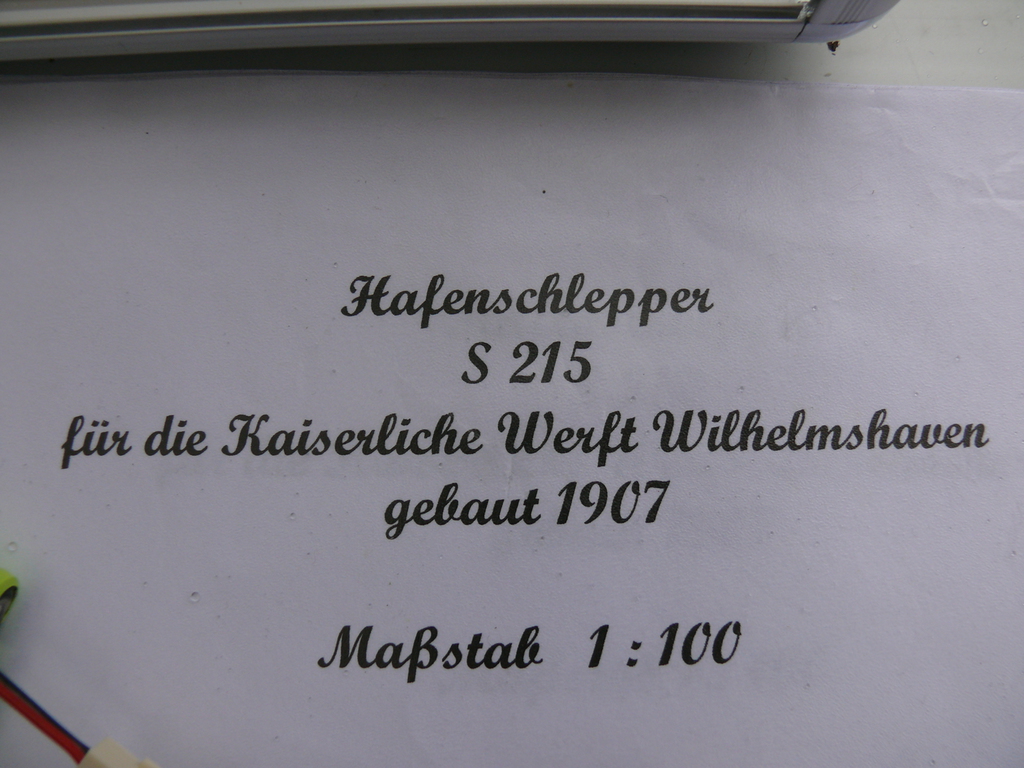 Hafenschlepper
S 215
für die Kaiserliche Werft Wilhelmshaven
gebaut 1907
Maßstab 1 : 100